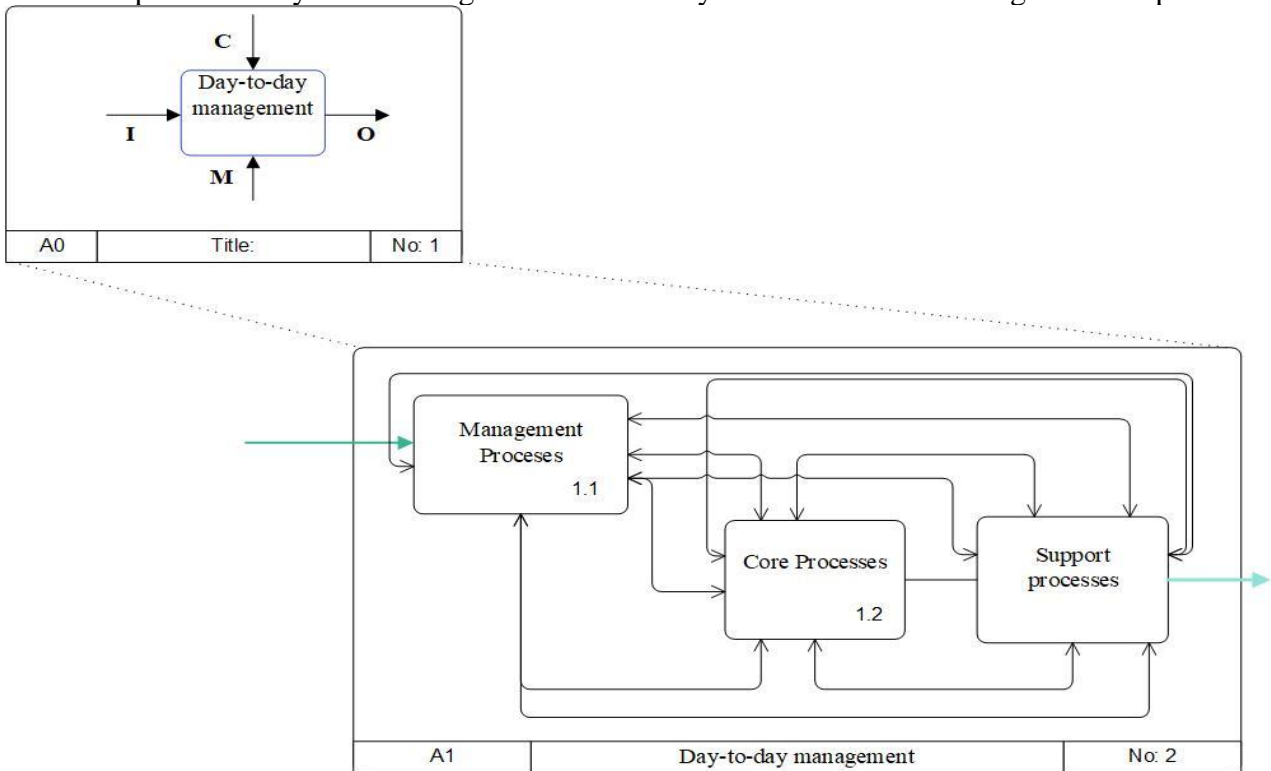 C
Day-to-day
management
I
O
M
A0
Title:
No: 1
Management
Proceses
1.1
Core Processes
1.2
Support
processes
A1
Day-to-day management
No: 2